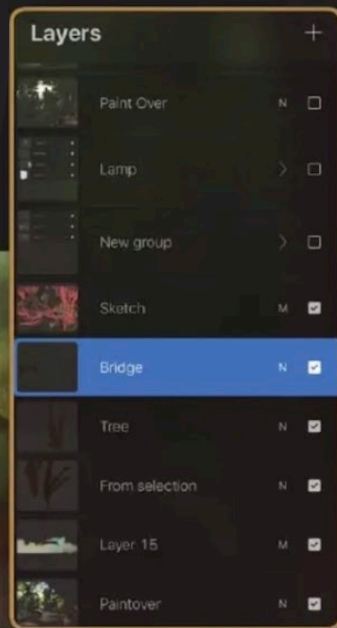 Layers +
Paint Over N
Lamp >
New group >
Sketch M
Bridge N
Tree N
From selection N
Layer 15 M
Paintover N